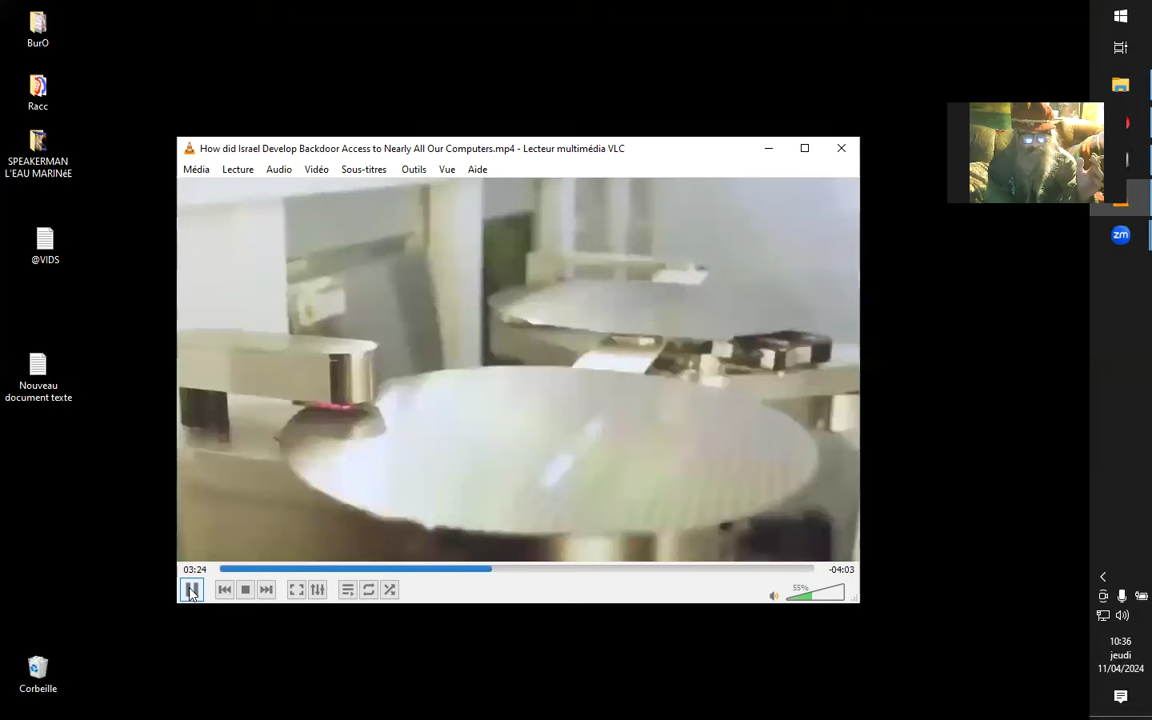 BurO
Racc
SPEAKERMAN
L'EAU MARINéE
@VIDS
Nouveau
document texte
Corbeille
How did Israel Develop Backdoor Access to Nearly All Our Computers.mp4 - Lecteur multimédia VLC
Média Lecture Audio Vidéo Sous-titres Outils Vue Aide
03:24
-04:03
55%
zm
10:36
jeudi
11/04/2024